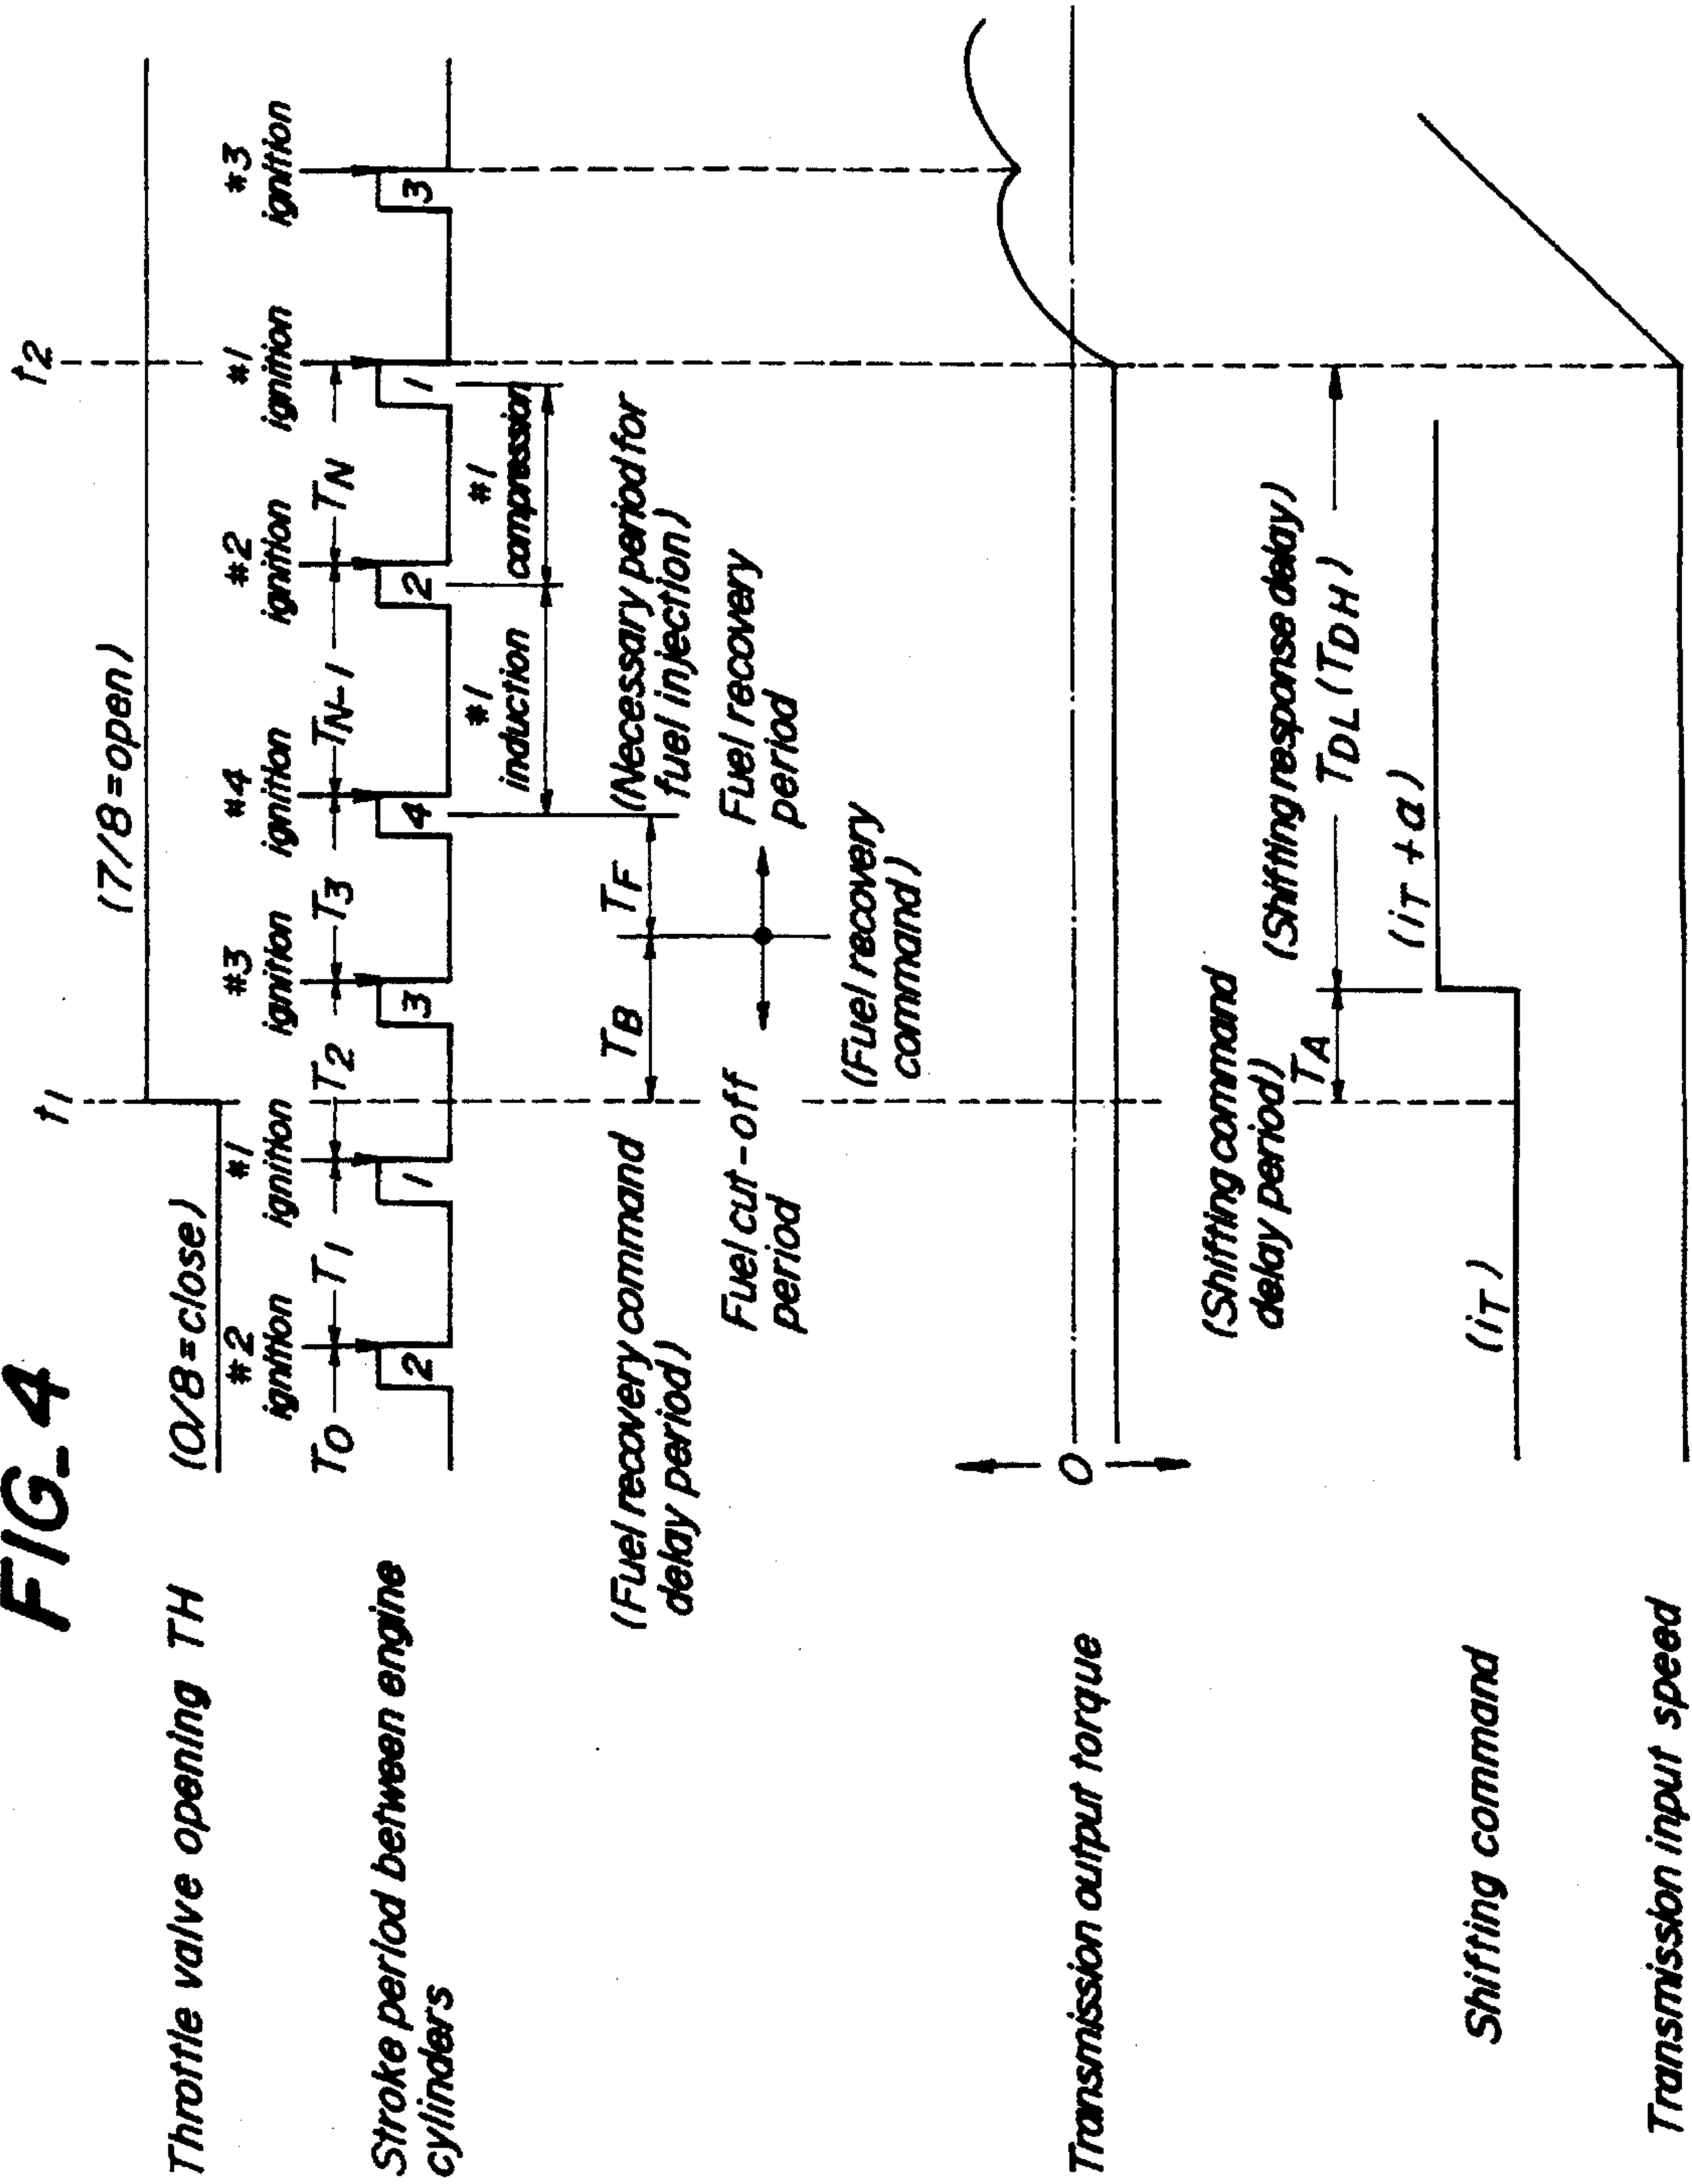 FIG_4
t1
t2
Throttle valve opening TH
(0/8=close)
(7/8=open)
#2
ignition
#1
ignition
#3
ignition
#4
ignition
#2
ignition
#1
ignition
#3
ignition
T0
T1
T2
T3
TN-1
TN
Stroke period between engine
cylinders
2
1
3
4
2
1
3
#1
induction
#1
compression
(Fuel recovery command
delay period)
TB
TF
(Necessary period for
fuel injection)
Fuel cut-off
period
Fuel recovery
period
(Fuel recovery
command)
Transmission output torque
0
(Shifting command
delay period)
TA
(Shifting response delay)
TDL (TDH)
Shifting command
(iT)
(iT +α)
Transmission input speed